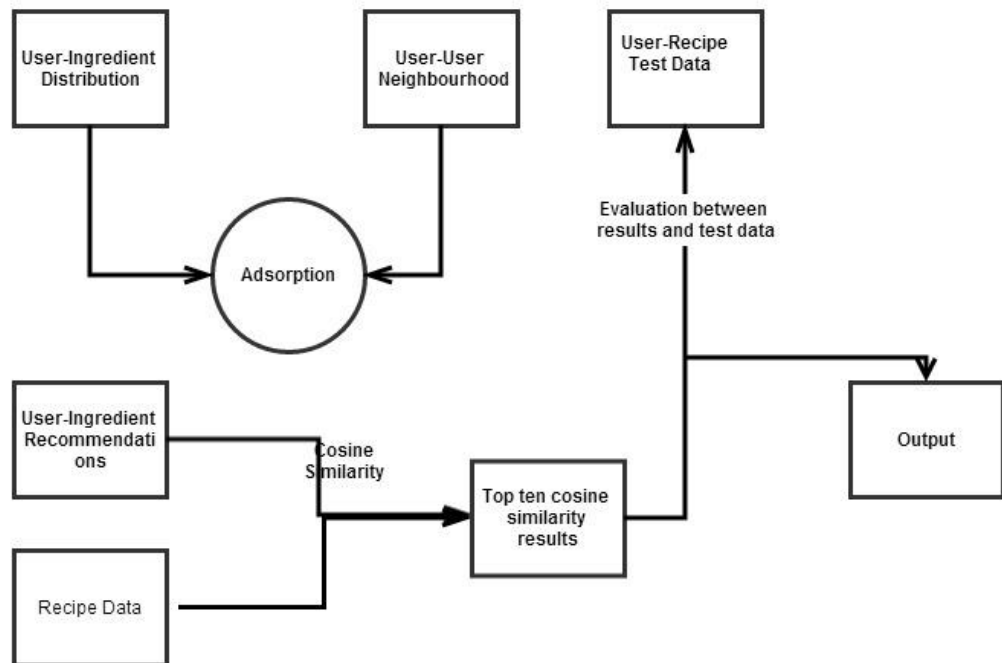 User-Ingredient
Distribution
User-User
Neighbourhood
User-Recipe
Test Data
Evaluation between
results and test data
Adsorption
User-Ingredient
Recommendati
ons
Cosine
Similarity
Output
Top ten cosine
similarity
results
Recipe Data